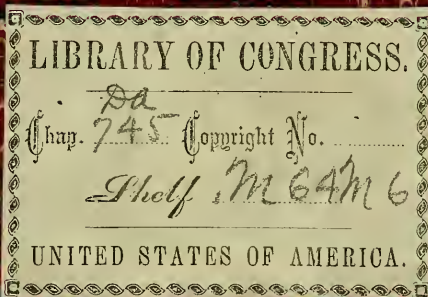 LIBRARY OF CONGRESS.
DA
Chap. 745 Copyright No.
Shelf .M64M6
UNITED STATES OF AMERICA.